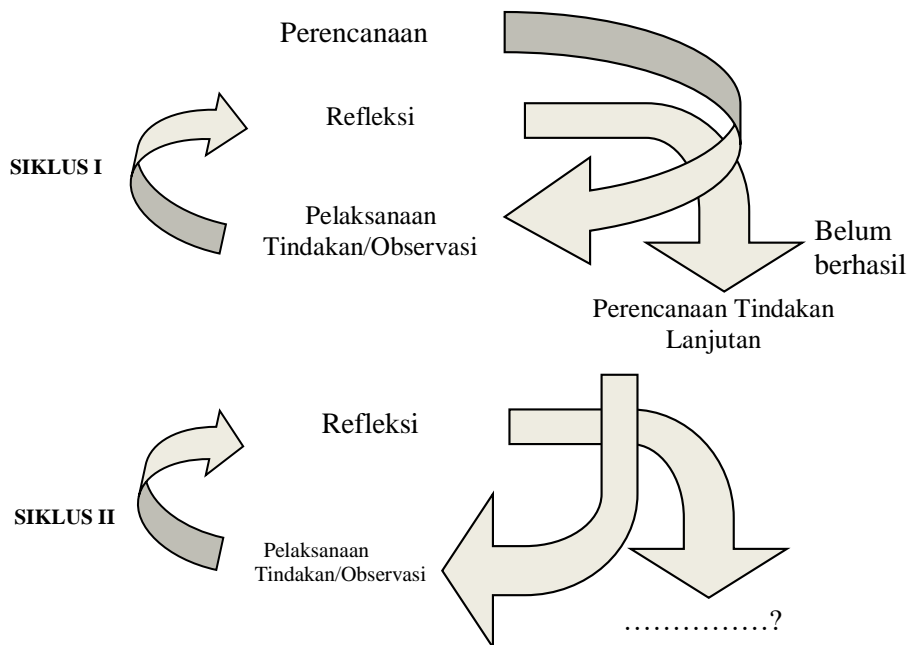 Perencanaan
Refleksi
SIKLUS I
Pelaksanaan
Tindakan/Observasi
Belum
berhasil
Perencanaan Tindakan
Lanjutan
Refleksi
SIKLUS II
Pelaksanaan
Tindakan/Observasi
……………?